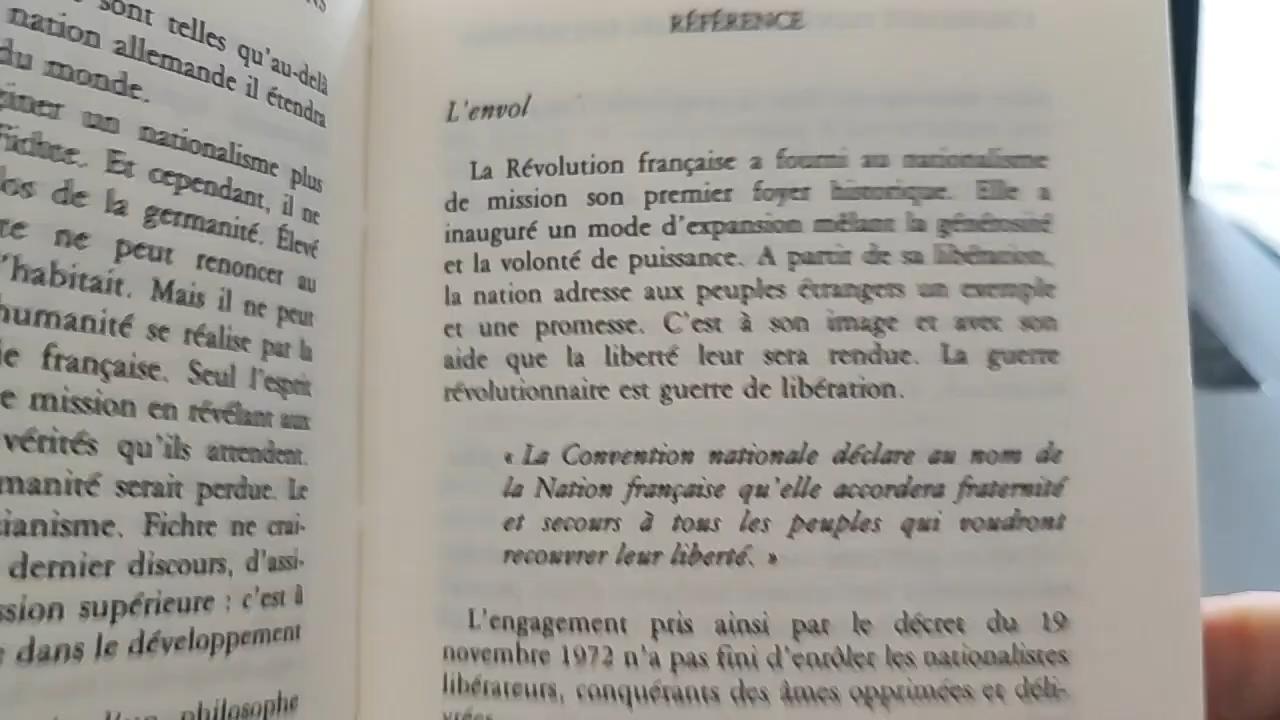 sont telles qu'au-delà
nation allemande il étendra
du monde.
un nationalisme plus
Fichte. Et cependant, il ne
de la germanité. Élevé
ne peut renoncer au
l'habitait. Mais il ne peut
humanité se réalise par la
française. Seul l'esprit
mission en révélant aux
vérités qu'ils attendent.
serait perdue. Le
Fichte ne crai-
dernier discours, d'assi-
supérieure : c'est à
dans le développement
philosophe
RÉFÉRENCE
L'envol
La Révolution française a fourni au nationalisme
de mission son premier foyer historique. Elle a
inauguré un mode d'expansion mêlant la générosité
et la volonté de puissance. A partir de sa libération,
la nation adresse aux peuples étrangers un exemple
et une promesse. C'est à son image et avec son
aide que la liberté leur sera rendue. La guerre
révolutionnaire est guerre de libération.
« La Convention nationale déclare au nom de
la Nation française qu'elle accordera fraternité
et secours à tous les peuples qui voudront
recouvrer leur liberté. »
L'engagement pris ainsi par le décret du 19
novembre 1972 n'a pas fini d'enrôler les nationalistes
libérateurs, conquérants des âmes opprimées et déli-
vrées